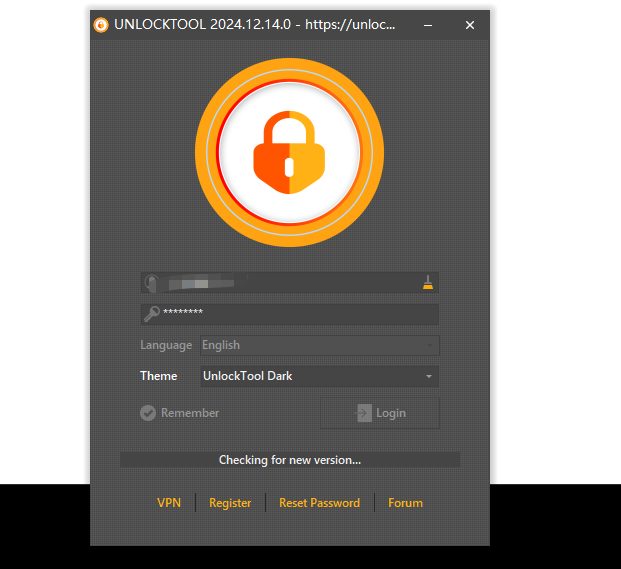 UNLOCKTOOL 2024.12.14.0 - https://unloc...
********
Language English
Theme UnlockTool Dark
Remember Login
Checking for new version...
VPN Register Reset Password Forum